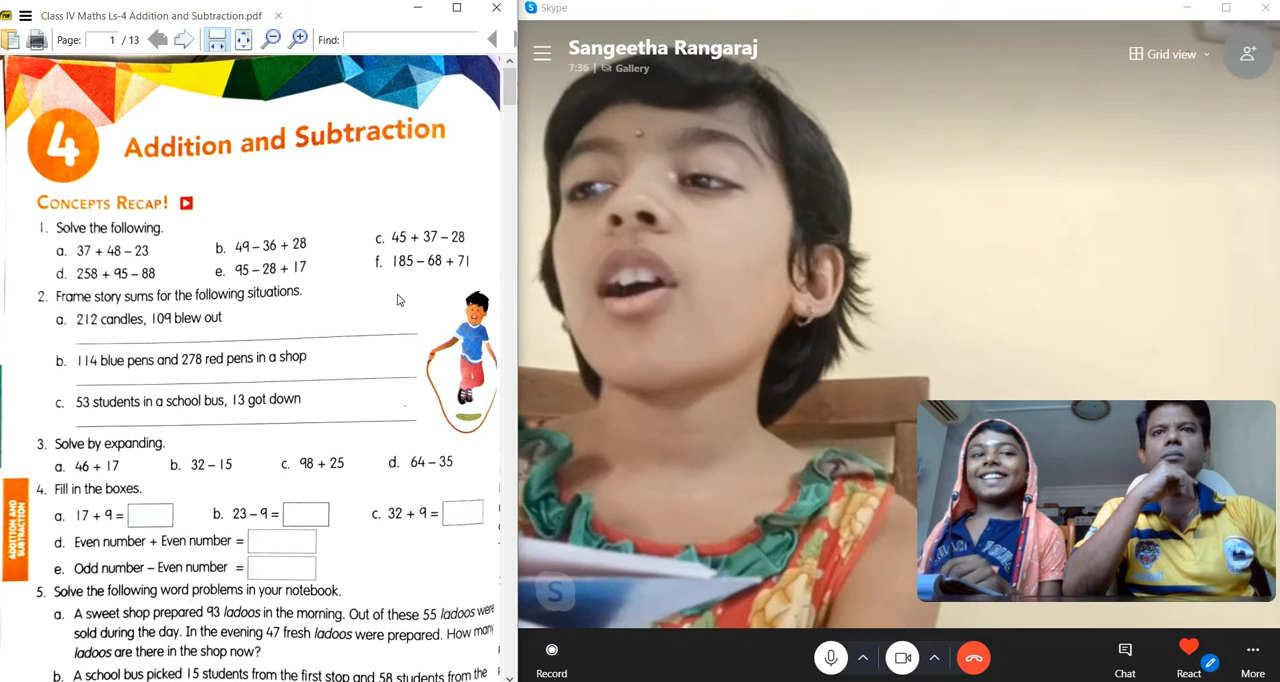 Class IV Maths Ls-4 Addition and Subtraction.pdf
Page: 1 / 13
Find:
4
Addition and Subtraction
CONCEPTS RECAP!
1. Solve the following.
a. 37 + 48 – 23 b. 49 – 36 + 28 c. 45 + 37 – 28
d. 258 + 95 – 88 e. 95 – 28 + 17 f. 185 – 68 + 71
2. Frame story sums for the following situations.
a. 212 candles, 109 blew out
b. 114 blue pens and 278 red pens in a shop
c. 53 students in a school bus, 13 got down
3. Solve by expanding.
a. 46 + 17 b. 32 – 15 c. 98 + 25 d. 64 – 35
4. Fill in the boxes.
a. 17 + 9 = b. 23 – 9 = c. 32 + 9 =
d. Even number + Even number =
e. Odd number – Even number =
5. Solve the following word problems in your notebook.
a. A sweet shop prepared 93 ladoos in the morning. Out of these 55 ladoos were
sold during the day. In the evening 47 fresh ladoos were prepared. How many
ladoos are there in the shop now?
b. A school bus picked 15 students from the first stop and 58 students from the
ADDITION AND
SUBTRACTION
Skype
Sangeetha Rangaraj
7:36 | Gallery
Grid view
Record
Chat
React
More